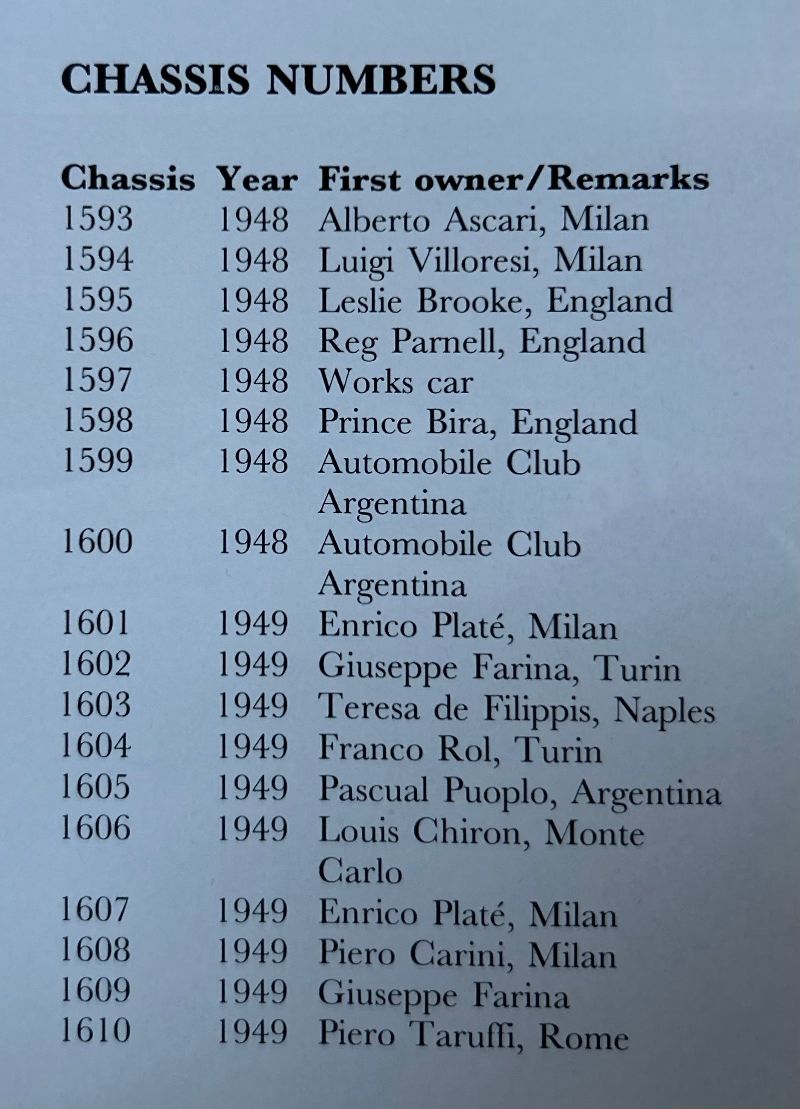 CHASSIS NUMBERS
Chassis Year First owner/Remarks
1593 1948 Alberto Ascari, Milan
1594 1948 Luigi Villoresi, Milan
1595 1948 Leslie Brooke, England
1596 1948 Reg Parnell, England
1597 1948 Works car
1598 1948 Prince Bira, England
1599 1948 Automobile Club
Argentina
1600 1948 Automobile Club
Argentina
1601 1949 Enrico Platé, Milan
1602 1949 Giuseppe Farina, Turin
1603 1949 Teresa de Filippis, Naples
1604 1949 Franco Rol, Turin
1605 1949 Pascual Puoplo, Argentina
1606 1949 Louis Chiron, Monte
Carlo
1607 1949 Enrico Platé, Milan
1608 1949 Piero Carini, Milan
1609 1949 Giuseppe Farina
1610 1949 Piero Taruffi, Rome